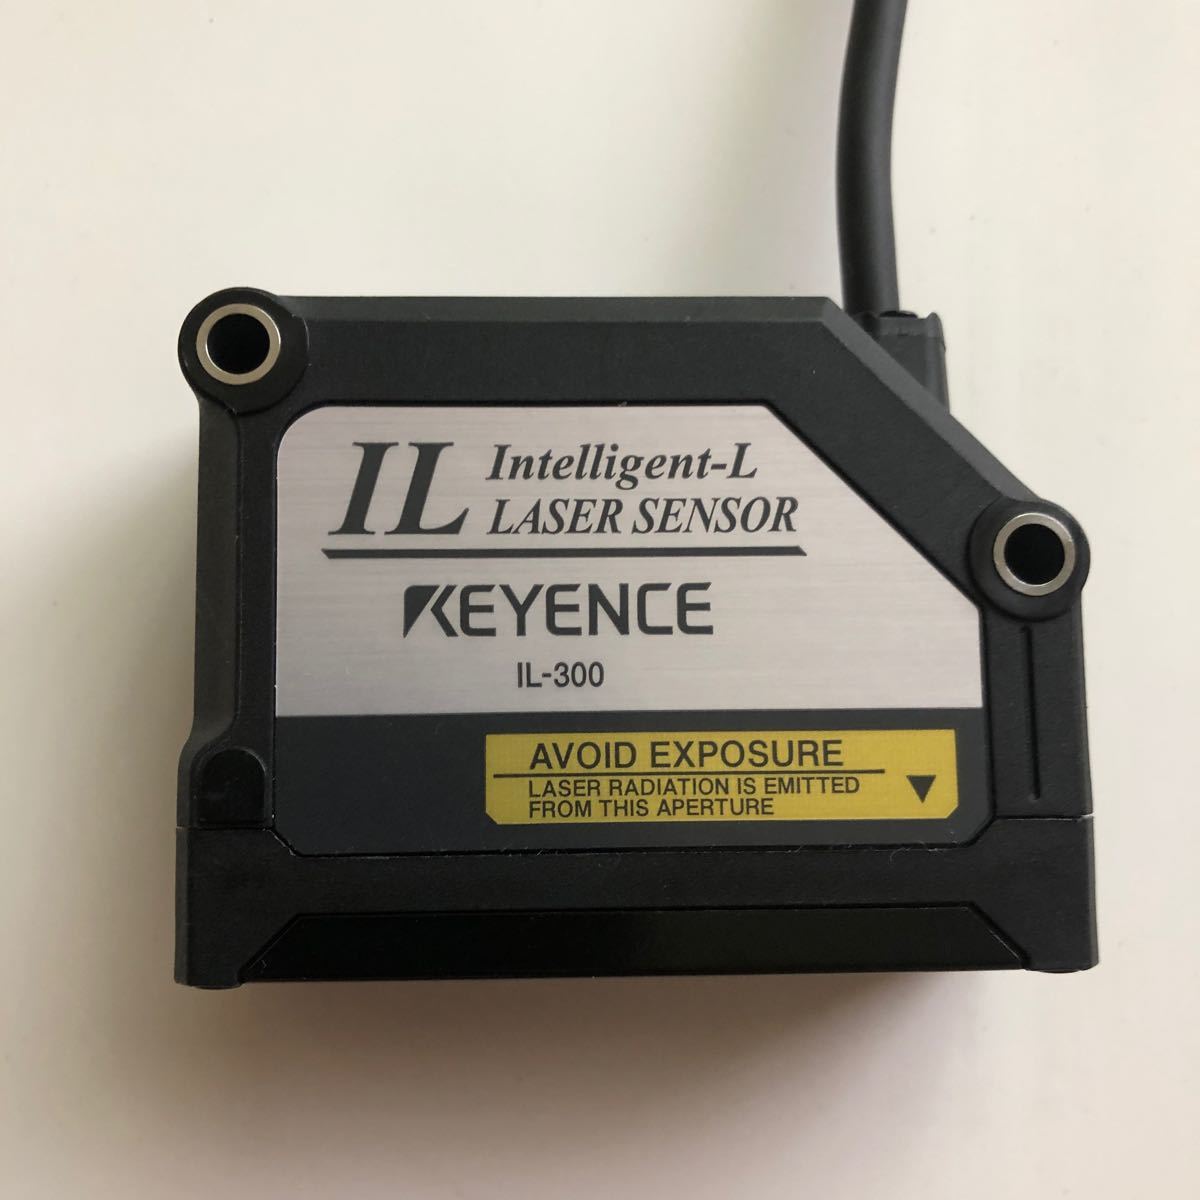 IL Intelligent-L
LASER SENSOR
KEYENCE
IL-300
AVOID EXPOSURE
LASER RADIATION IS EMITTED
FROM THIS APERTURE